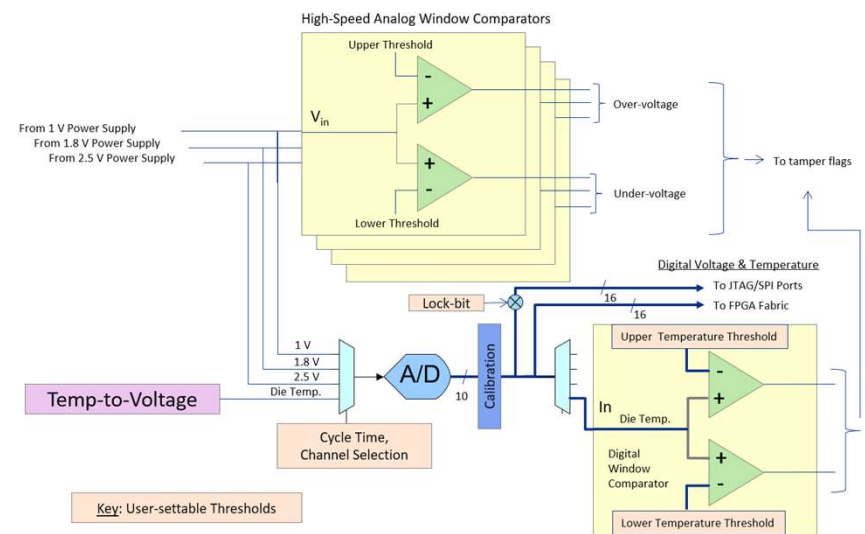 High-Speed Analog Window Comparators
Upper Threshold
-
+
Vin
Over-voltage
From 1 V Power Supply
From 1.8 V Power Supply
From 2.5 V Power Supply
To tamper flags
+
-
Under-voltage
Lower Threshold
Digital Voltage & Temperature
To JTAG/SPI Ports
16
Lock-bit
To FPGA Fabric
16
Upper Temperature Threshold
1 V
1.8 V
2.5 V
Die Temp.
A/D
10
Calibration
-
+
In
Die Temp.
Temp-to-Voltage
Cycle Time,
Channel Selection
Digital
Window
Comparator
+
-
Key: User-settable Thresholds
Lower Temperature Threshold